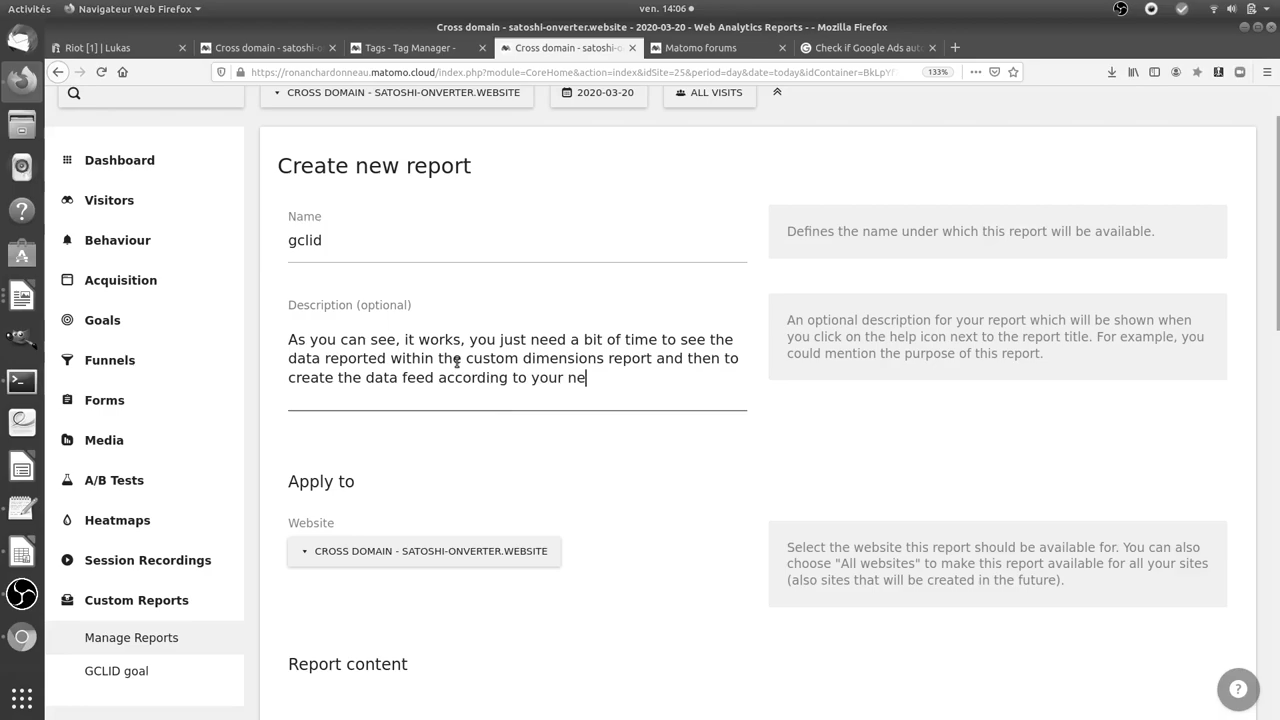 Activités
Navigateur Web Firefox
ven. 14:06
Cross domain - satoshi-onverter.website - 2020-03-20 - Web Analytics Reports - - Mozilla Firefox
Riot [1] | Lukas
Cross domain - satoshi-o
Tags - Tag Manager -
Cross domain - satoshi-o
Matomo forums
Check if Google Ads aut
https://ronanchardonneau.matomo.cloud/index.php?module=CoreHome&action=index&idSite=25&period=day&date=today&idContainer=BkLpY
133%
CROSS DOMAIN - SATOSHI-ONVERTER.WEBSITE
2020-03-20
ALL VISITS
Dashboard
Visitors
Behaviour
Acquisition
Goals
Funnels
Forms
Media
A/B Tests
Heatmaps
Session Recordings
Custom Reports
Manage Reports
GCLID goal
Create new report
Name
gclid
Defines the name under which this report will be available.
Description (optional)
As you can see, it works, you just need a bit of time to see the
data reported within the custom dimensions report and then to
create the data feed according to your ne
An optional description for your report which will be shown when
you click on the help icon next to the report title. For example, you
could mention the purpose of this report.
Apply to
Website
CROSS DOMAIN - SATOSHI-ONVERTER.WEBSITE
Select the website this report should be available for. You can also
choose "All websites" to make this report available for all your sites
(also sites that will be created in the future).
Report content
?